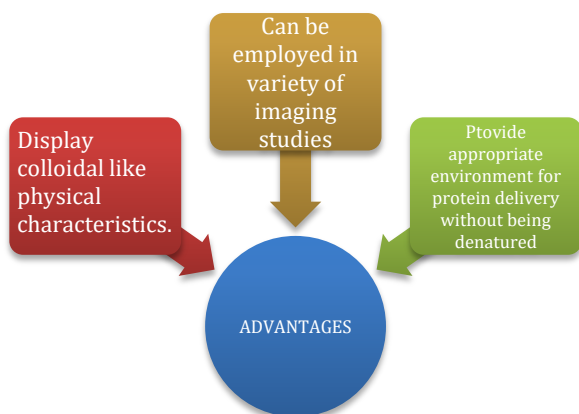 Can be
employed in
variety of
imaging
studies
Display
colloidal like
physical
characteristics.
Ptovide
appropriate
environment for
protein delivery
without being
denatured
ADVANTAGES